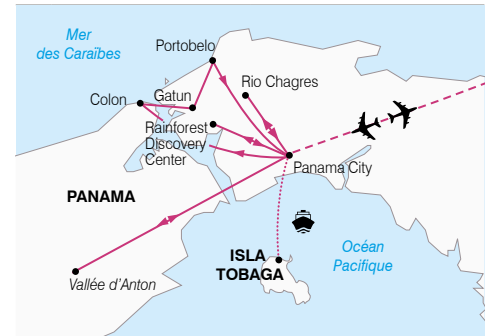 Mer
des Caraïbes
Portobelo
Rio Chagres
Gatun
Colon
Rainforest
Discovery
Center
Panama City
PANAMA
ISLA
TOBAGA
Océan
Pacifique
Vallée d'Anton